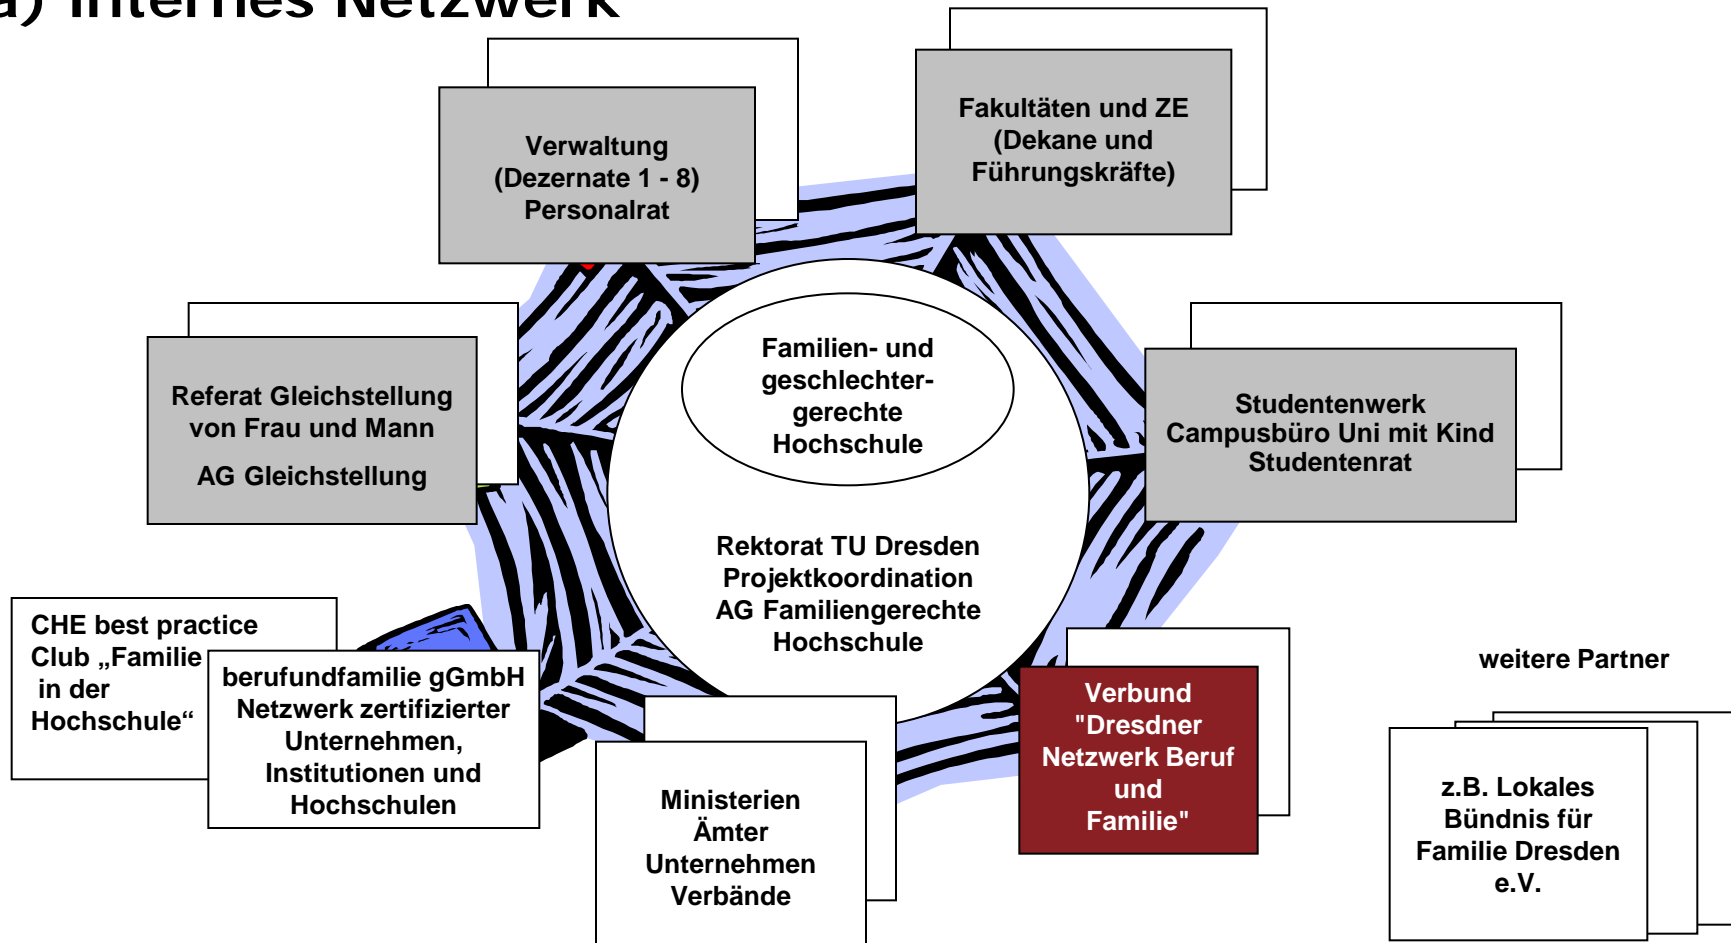 a) Internes Netzwerk
Verwaltung
(Dezernate 1 - 8)
Personalrat
Fakultäten und ZE
(Dekane und
Führungskräfte)
Referat Gleichstellung
von Frau und Mann
AG Gleichstellung
Familien- und
geschlechter-
gerechte
Hochschule
Studentenwerk
Campusbüro Uni mit Kind
Studentenrat
Rektorat TU Dresden
Projektkoordination
AG Familiengerechte
Hochschule
CHE best practice
Club „Familie
in der
Hochschule“
berufundfamilie gGmbH
Netzwerk zertifizierter
Unternehmen,
Institutionen und
Hochschulen
Ministerien
Ämter
Unternehmen
Verbände
Verbund
"Dresdner
Netzwerk Beruf
und
Familie"
weitere Partner
z.B. Lokales
Bündnis für
Familie Dresden
e.V.